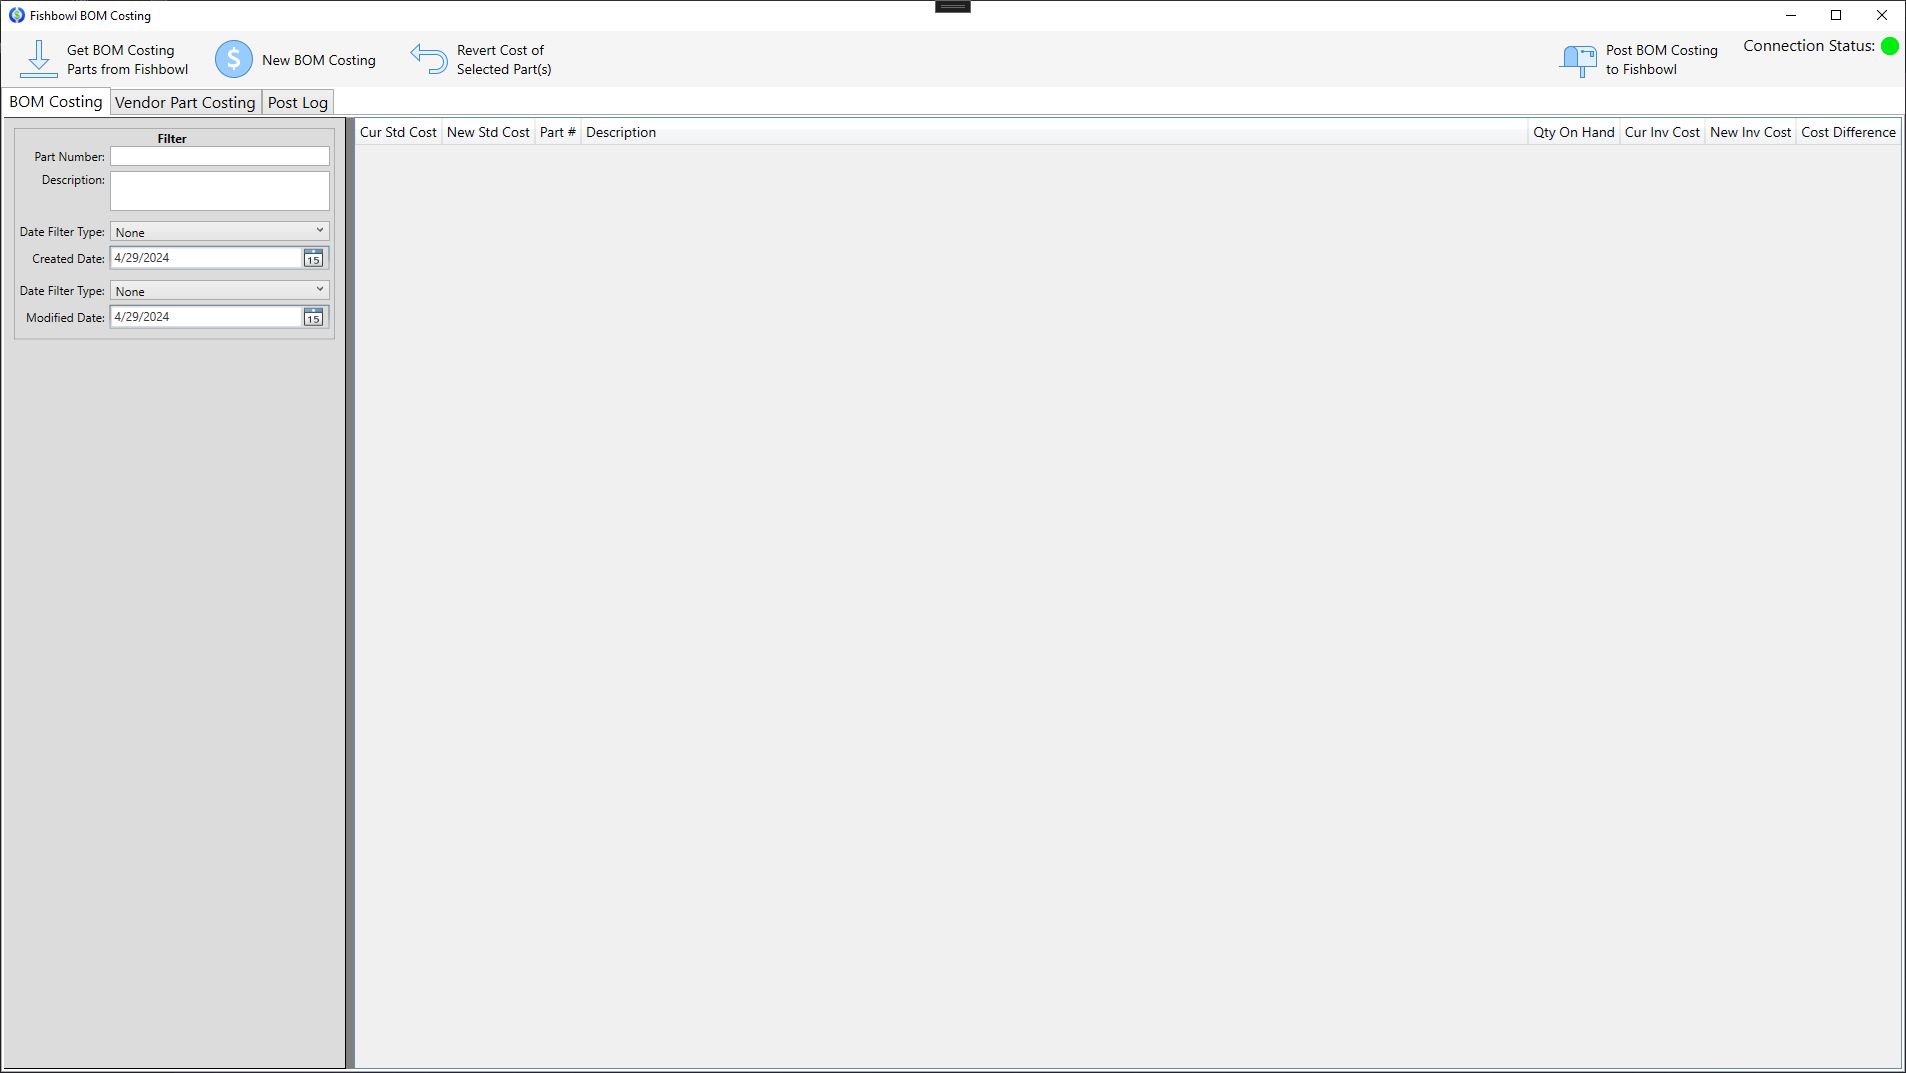 Fishbowl BOM Costing
Get BOM Costing
Parts from Fishbowl
New BOM Costing
Revert Cost of
Selected Part(s)
Post BOM Costing
to Fishbowl
Connection Status:
BOM Costing
Vendor Part Costing
Post Log
Filter
Part Number:
Description:
Date Filter Type: None
Created Date: 4/29/2024 15
Date Filter Type: None
Modified Date: 4/29/2024 15
Cur Std Cost New Std Cost Part # Description Qty On Hand Cur Inv Cost New Inv Cost Cost Difference